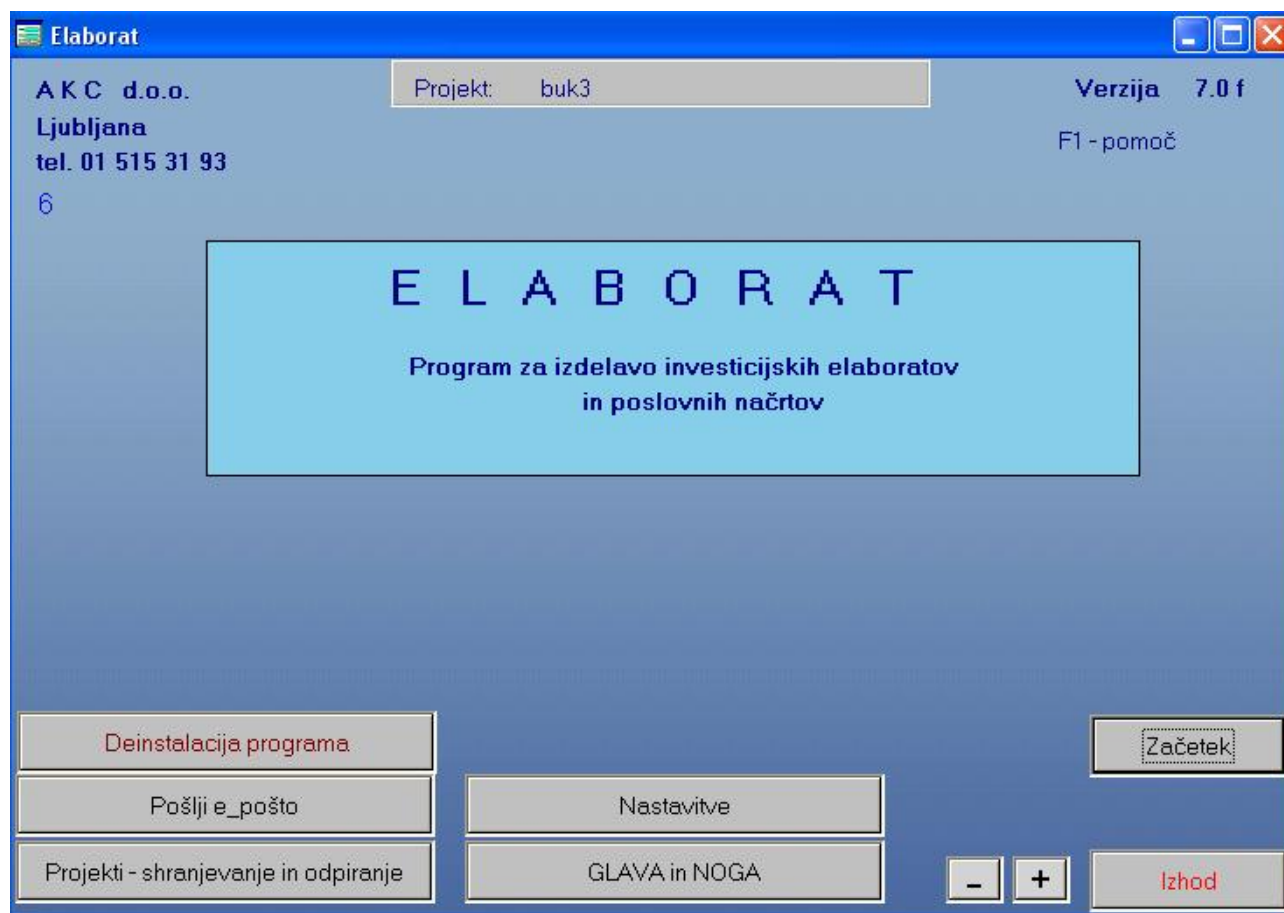 Elaborat
A K C d.o.o.
Ljubljana
tel. 01 515 31 93
6
Projekt: buk3
Verzija 7.0 f
F1 - pomoč
E L A B O R A T
Program za izdelavo investicijskih elaboratov
in poslovnih načrtov
Deinstalacija programa
Začetek
Pošlji e_pošto
Nastavitve
Projekti - shranjevanje in odpiranje
GLAVA in NOGA
- +
Izhod